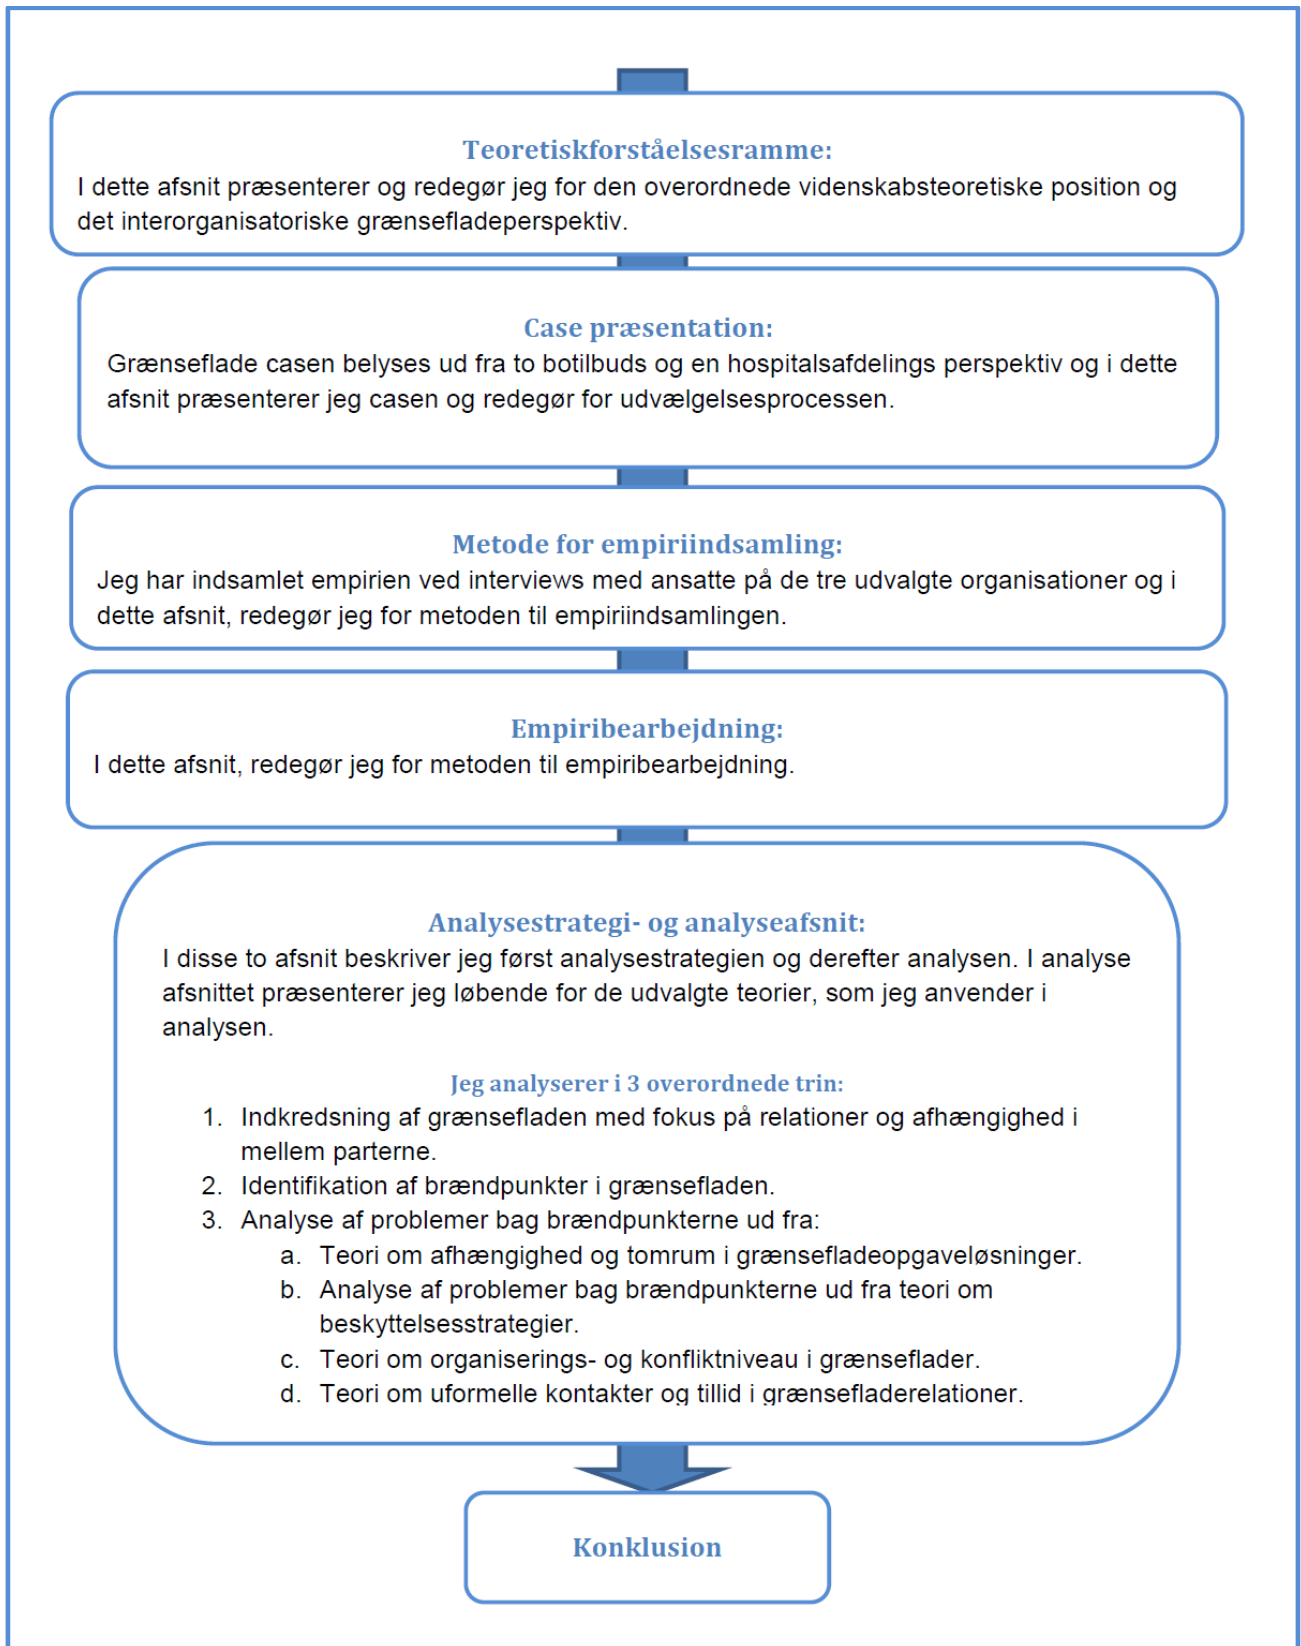 Teoretiskforståelsesramme:
I dette afsnit præsenterer og redegør jeg for den overordnede videnskabsteoretiske position og
det interorganisatoriske grænsefladeperspektiv.
Case præsentation:
Grænseflade casen belyses ud fra to botilbuds og en hospitalsafdelings perspektiv og i dette
afsnit præsenterer jeg casen og redegør for udvælgelsesprocessen.
Metode for empiriindsamling:
Jeg har indsamlet empirien ved interviews med ansatte på de tre udvalgte organisationer og i
dette afsnit, redegør jeg for metoden til empiriindsamlingen.
Empiribearbejdning:
I dette afsnit, redegør jeg for metoden til empiribearbejdning.
Analysestrategi- og analyseafsnit:
I disse to afsnit beskriver jeg først analysestrategien og derefter analysen. I analyse
afsnittet præsenterer jeg løbende for de udvalgte teorier, som jeg anvender i
analysen.
Jeg analyserer i 3 overordnede trin:
1. Indkredsning af grænsefladen med fokus på relationer og afhængighed i
mellem parterne.
2. Identifikation af brændpunkter i grænsefladen.
3. Analyse af problemer bag brændpunkterne ud fra:
a. Teori om afhængighed og tomrum i grænsefladeopgaveløsninger.
b. Analyse af problemer bag brændpunkterne ud fra teori om
beskyttelsesstrategier.
c. Teori om organiserings- og konfliktniveau i grænseflader.
d. Teori om uformelle kontakter og tillid i grænsefladerelationer.
Konklusion